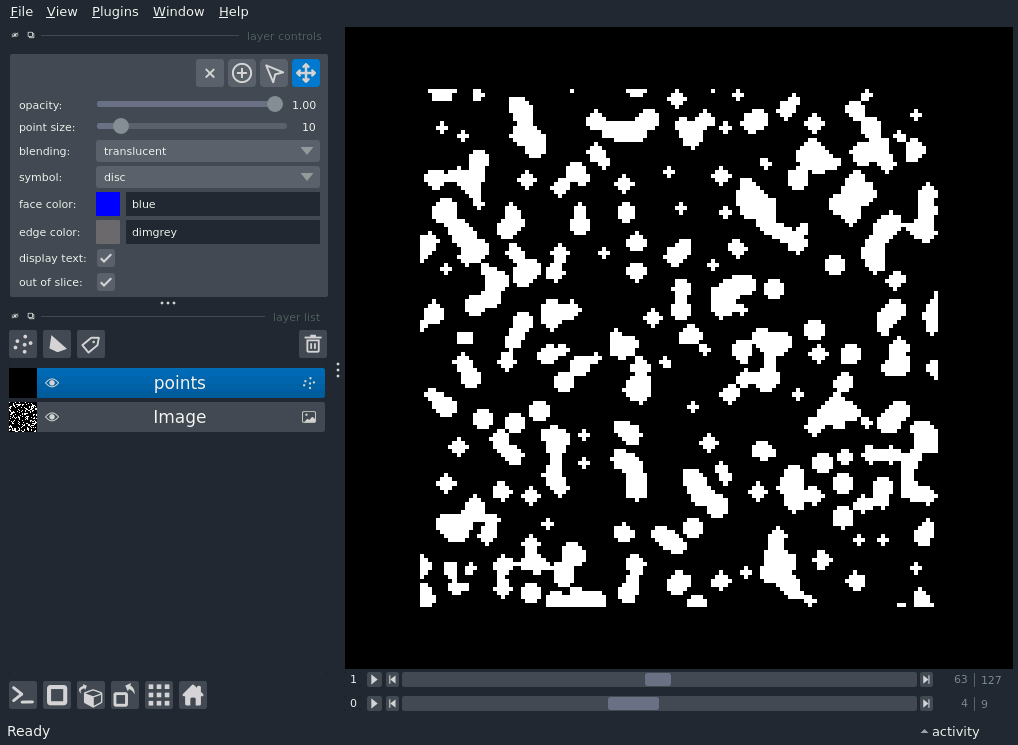 File View Plugins Window Help
layer controls
opacity: 1.00
point size: 10
blending: translucent
symbol: disc
face color: blue
edge color: dimgrey
display text:
out of slice:
layer list
points
Image
1 63 127
0 4 9
Ready activity